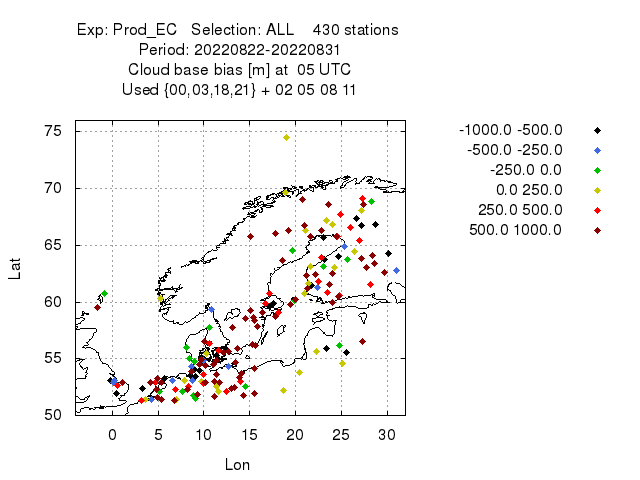 Exp: Prod_EC   Selection: ALL    430 stations
Period: 20220822-20220831
Cloud base bias [m] at  05 UTC
Used {00,03,18,21} + 02 05 08 11
-1000.0 -500.0
-500.0 -250.0
-250.0 0.0
0.0 250.0
250.0 500.0
500.0 1000.0
75
70
65
60
55
50
Lat
0 5 10 15 20 25 30
Lon